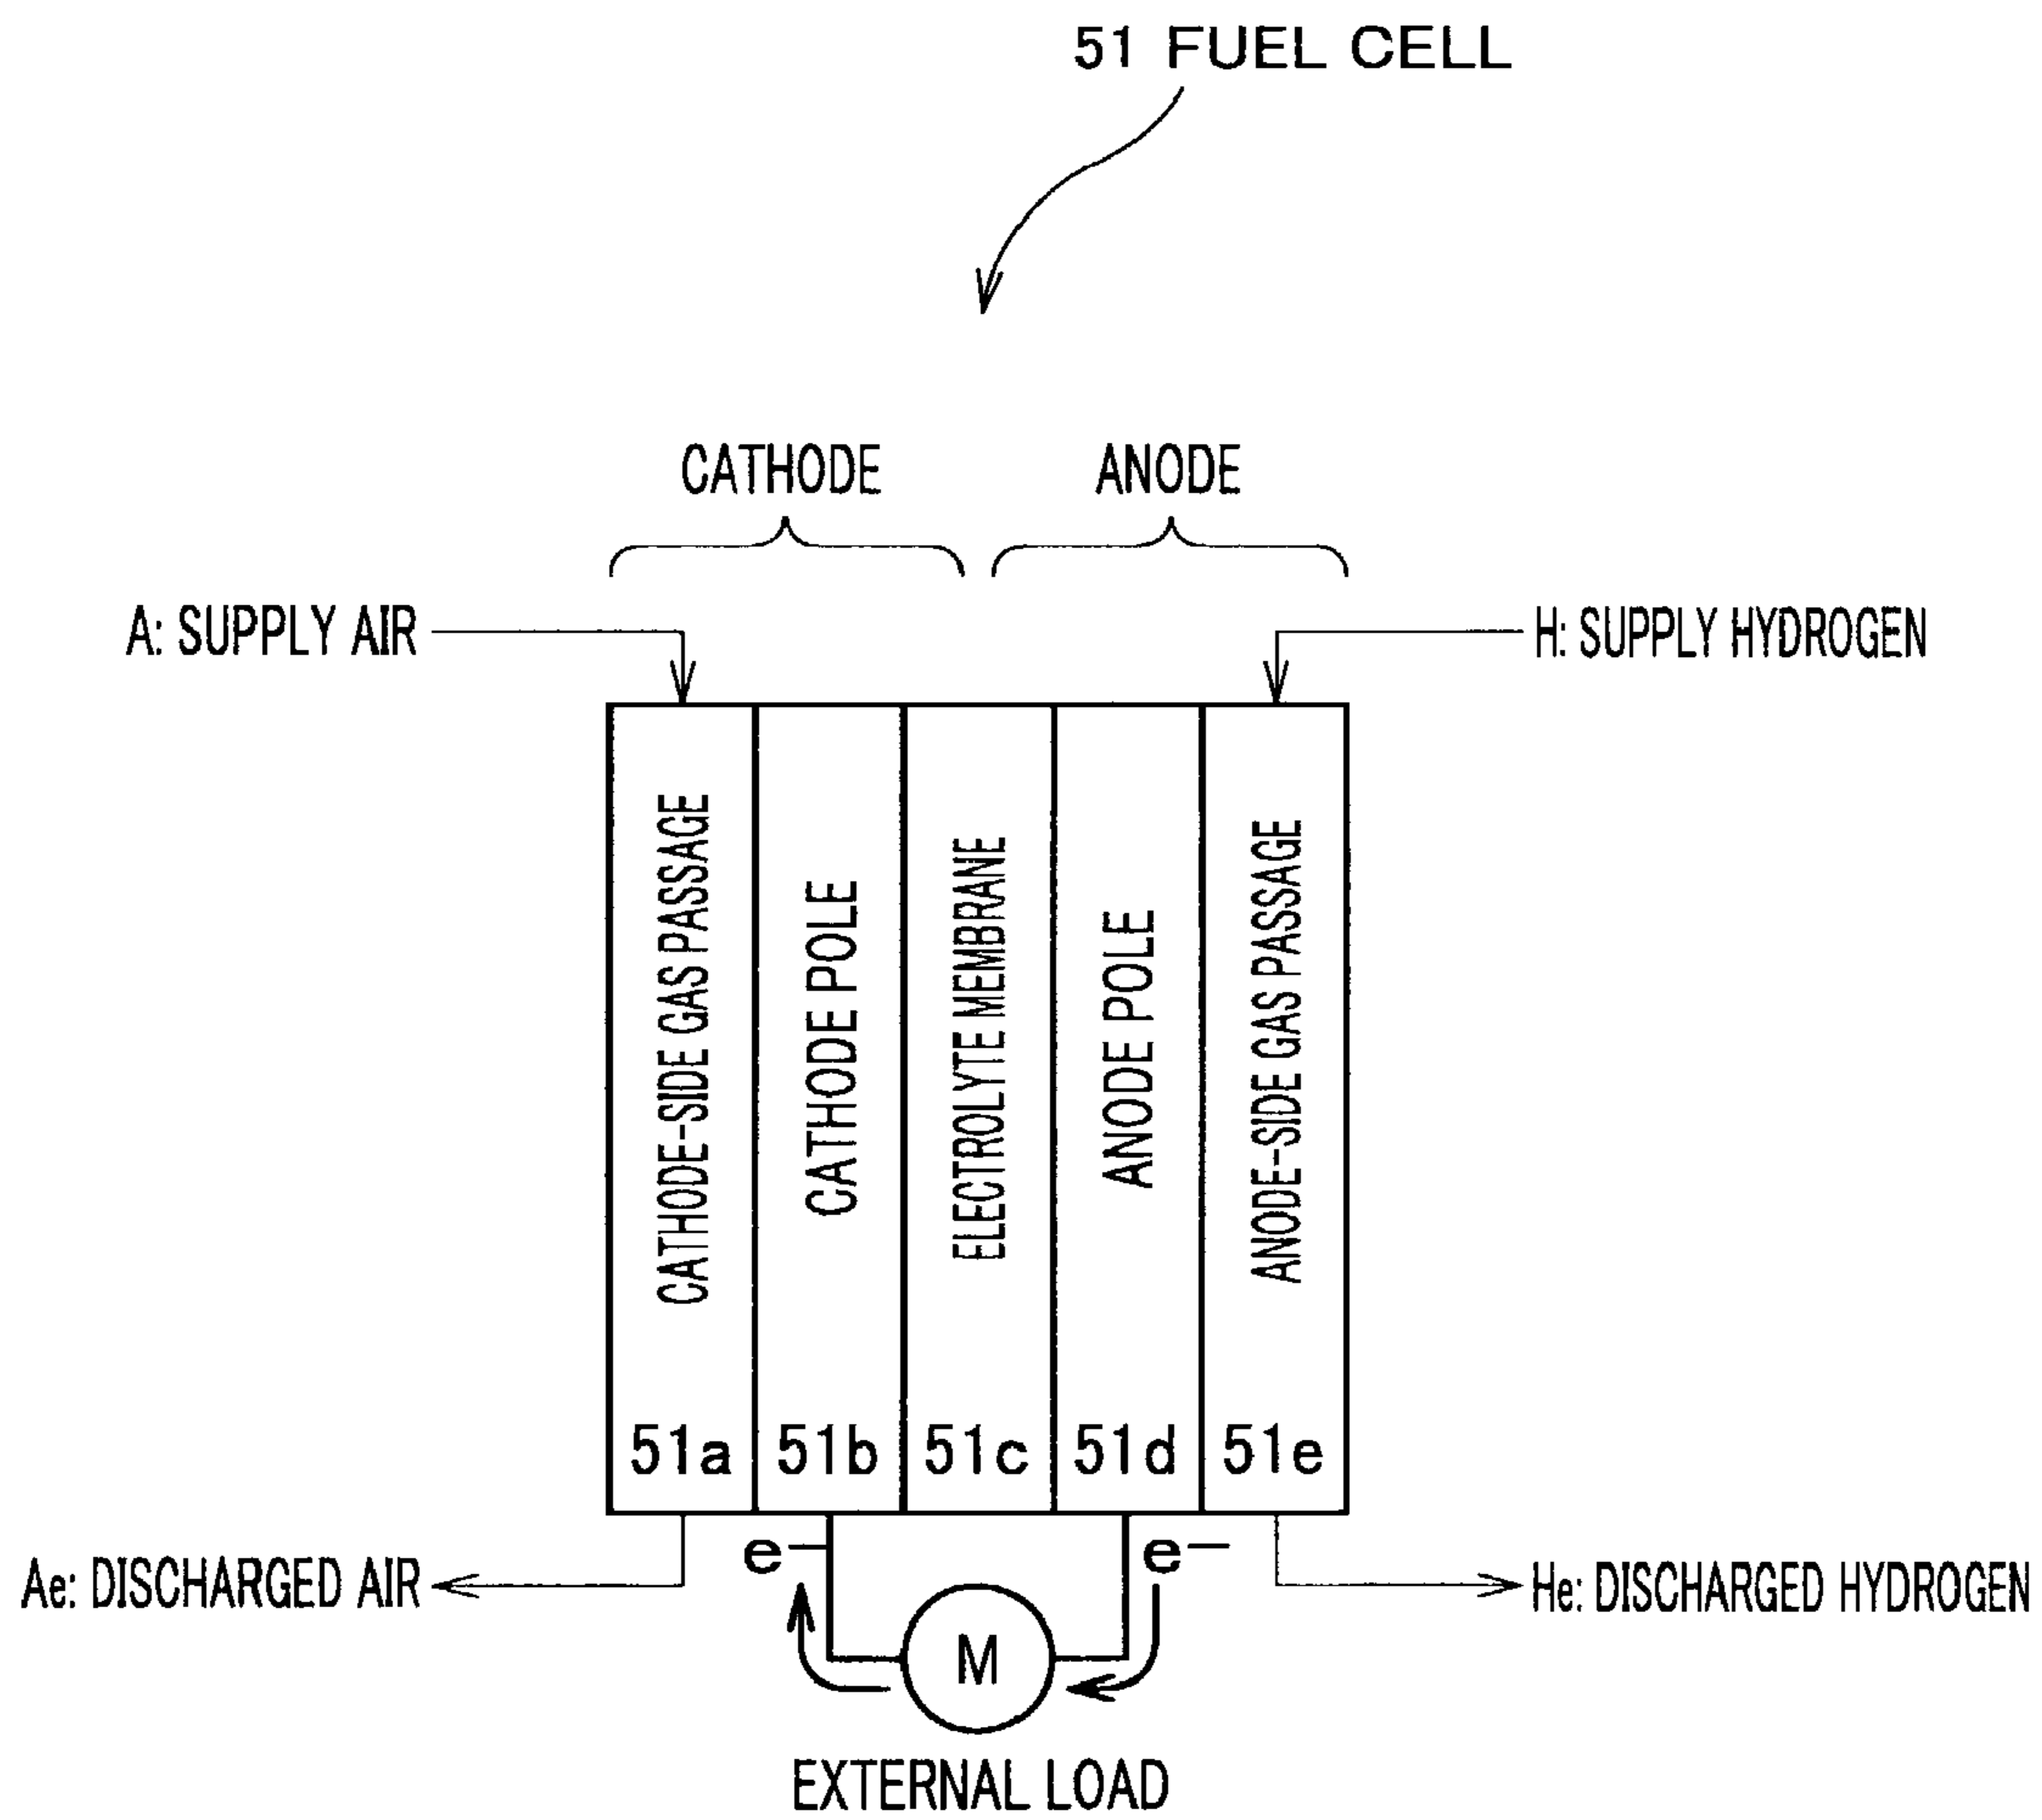 51 FUEL CELL
CATHODE
ANODE
A: SUPPLY AIR
H: SUPPLY HYDROGEN
CATHODE-SIDE GAS PASSAGE
CATHODE POLE
ELECTROLYTE MEMBRANE
ANODE POLE
ANODE-SIDE GAS PASSAGE
51a
51b
51c
51d
51e
e−
e−
Ae: DISCHARGED AIR
He: DISCHARGED HYDROGEN
M
EXTERNAL LOAD